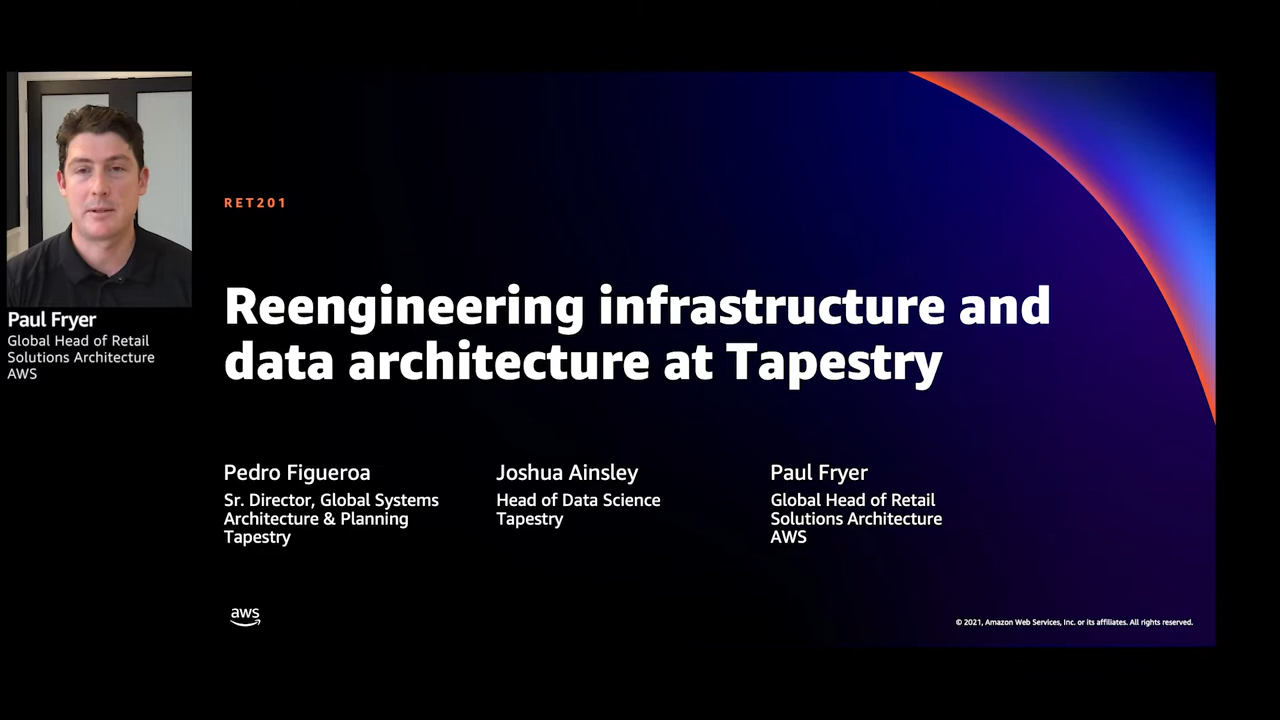 Paul Fryer
Global Head of Retail
Solutions Architecture
AWS
RET201
Reengineering infrastructure and
data architecture at Tapestry
Pedro Figueroa
Sr. Director, Global Systems
Architecture & Planning
Tapestry
Joshua Ainsley
Head of Data Science
Tapestry
Paul Fryer
Global Head of Retail
Solutions Architecture
AWS
aws
© 2021, Amazon Web Services, Inc. or its affiliates. All rights reserved.